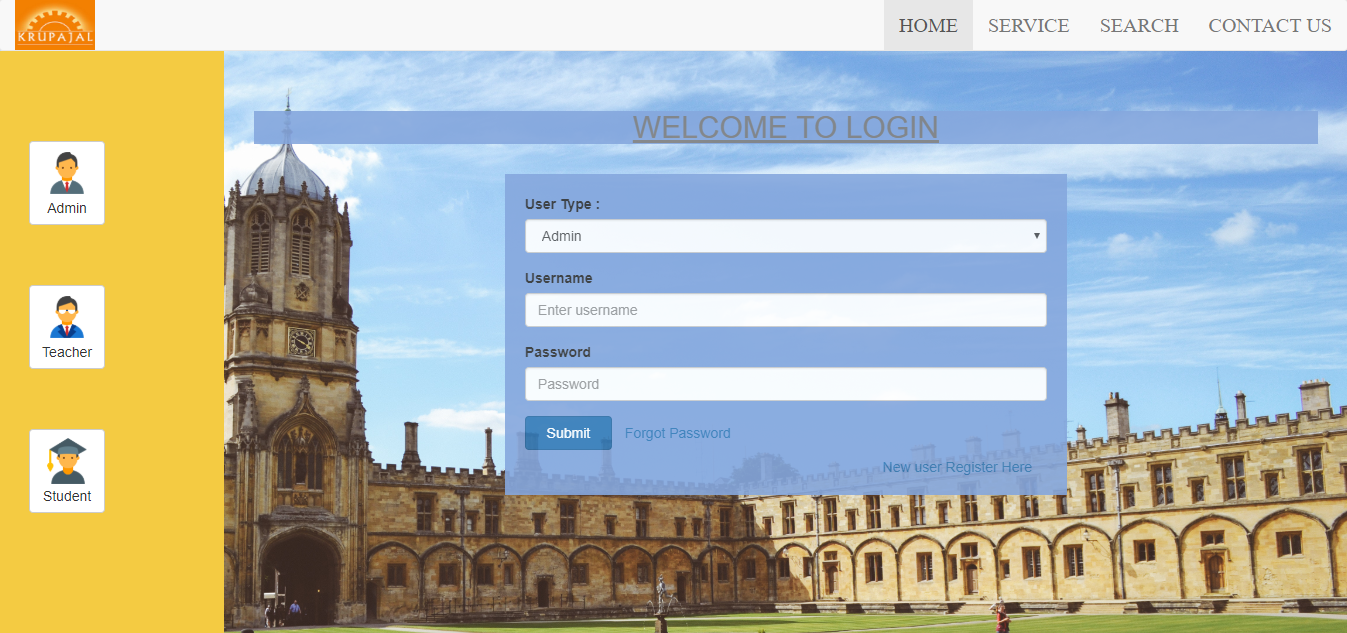 KRUPAJAL
HOME SERVICE SEARCH CONTACT US
WELCOME TO LOGIN
Admin
Teacher
Student
User Type :
Admin
Username
Enter username
Password
Password
Submit Forgot Password
New user Register Here